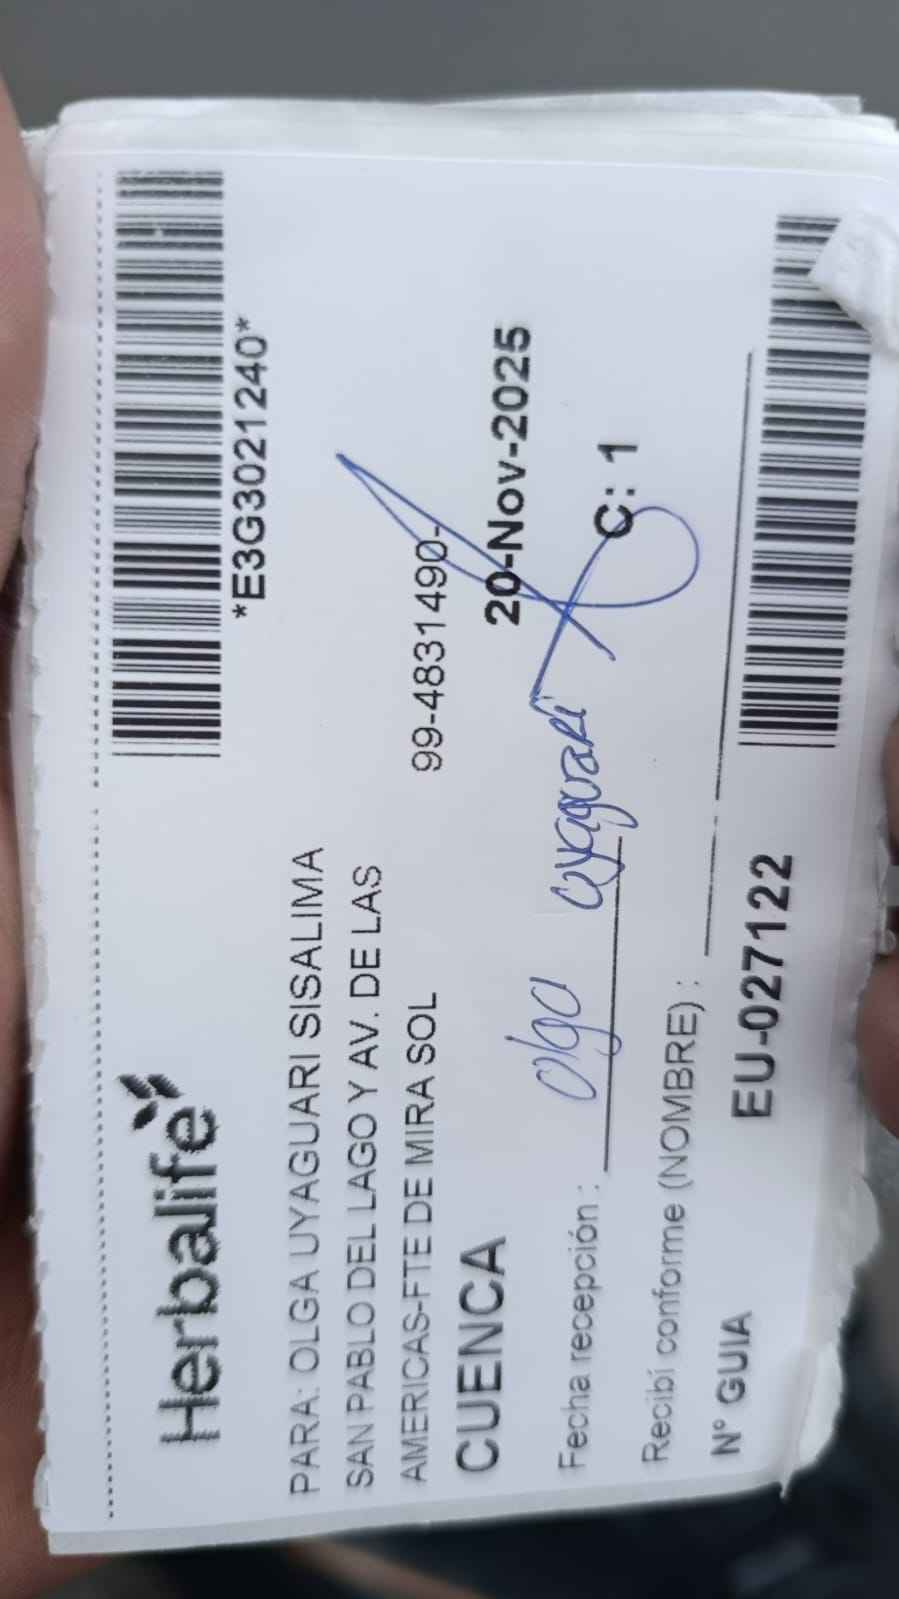 *E3G3021240*
Herbalife
PARA: OLGA UYAGUARI SISALIMA
SAN PABLO DEL LAGO Y AV. DE LAS
AMERICAS-FTE DE MIRA SOL
99-4831490-
CUENCA
20-Nov-2025
Fecha recepción :
olga uyaguari
C: 1
Recibí conforme (NOMBRE) :
Nº GUIA
EU-027122